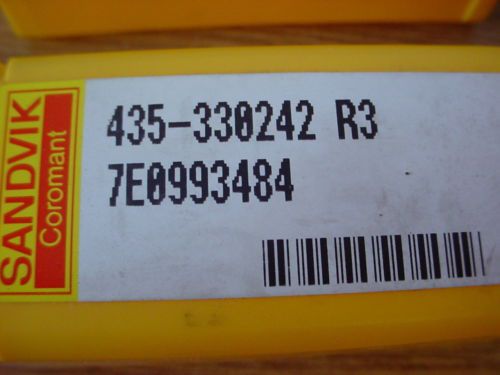 SANDVIK
Coromant
435-330242 R3
7E0993484